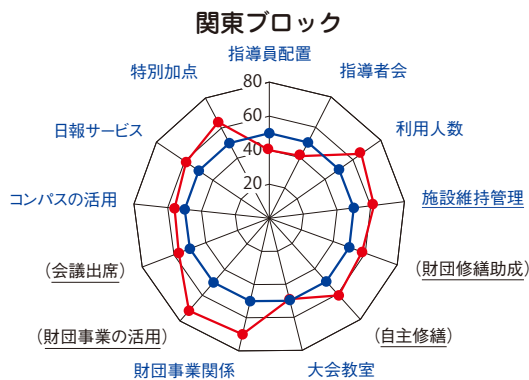 関東ブロック
指導員配置
特別加点
指導者会
80
60
40
20
日報サービス
利用人数
コンパスの活用
施設維持管理
(会議出席)
(財団修繕助成)
(財団事業の活用)
(自主修繕)
財団事業関係
大会教室